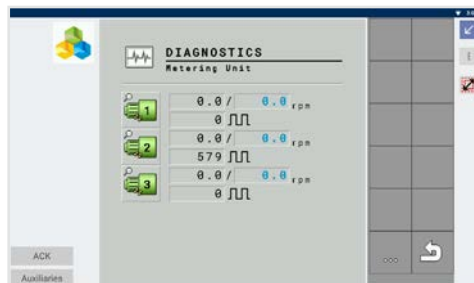 DIAGNOSTICS
Metering Unit
1
0.0/ 0.0 rpm
0
2
0.0/ 0.0 rpm
579
3
0.0/ 0.0 rpm
0
ACK
...
Auxiliaries